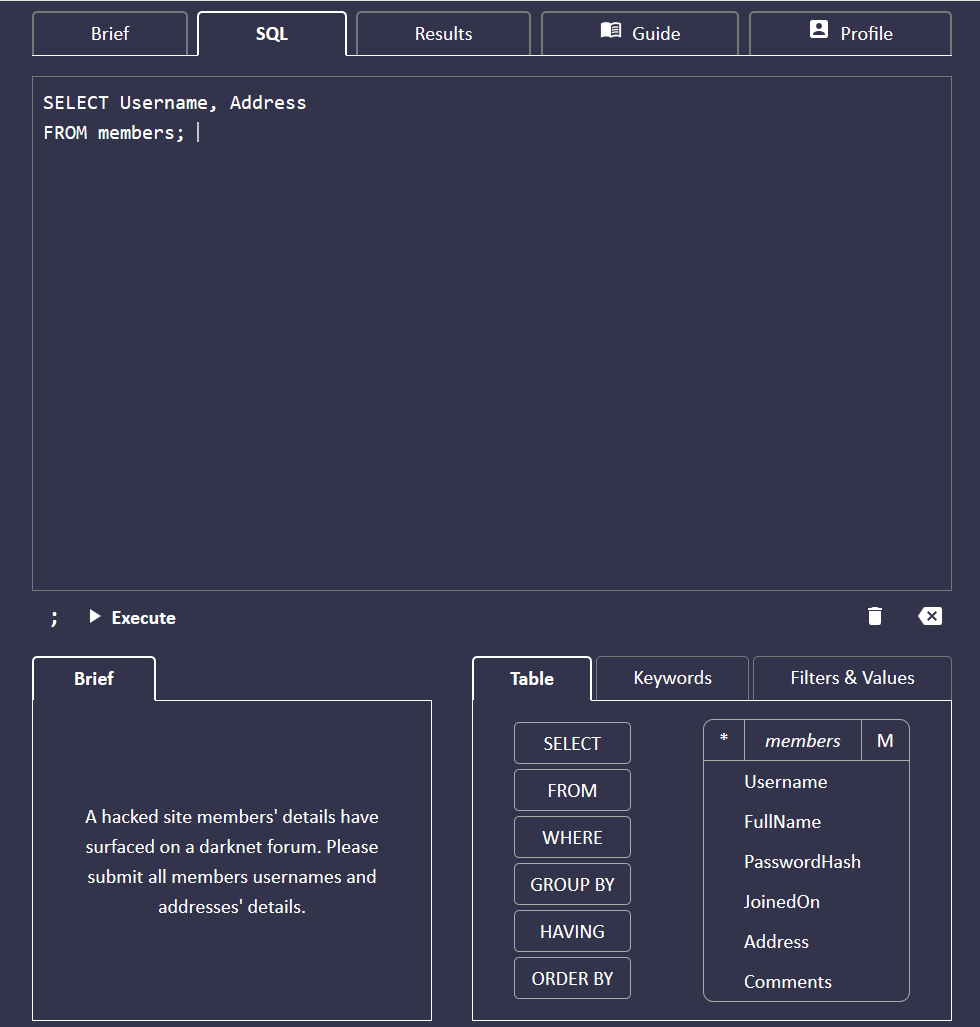 Brief
SQL
Results
Guide
Profile
SELECT Username, Address
FROM members;
;
Execute
Brief
A hacked site members' details have
surfaced on a darknet forum. Please
submit all members usernames and
addresses' details.
Table
Keywords
Filters & Values
SELECT
FROM
WHERE
GROUP BY
HAVING
ORDER BY
* members M
Username
FullName
PasswordHash
JoinedOn
Address
Comments